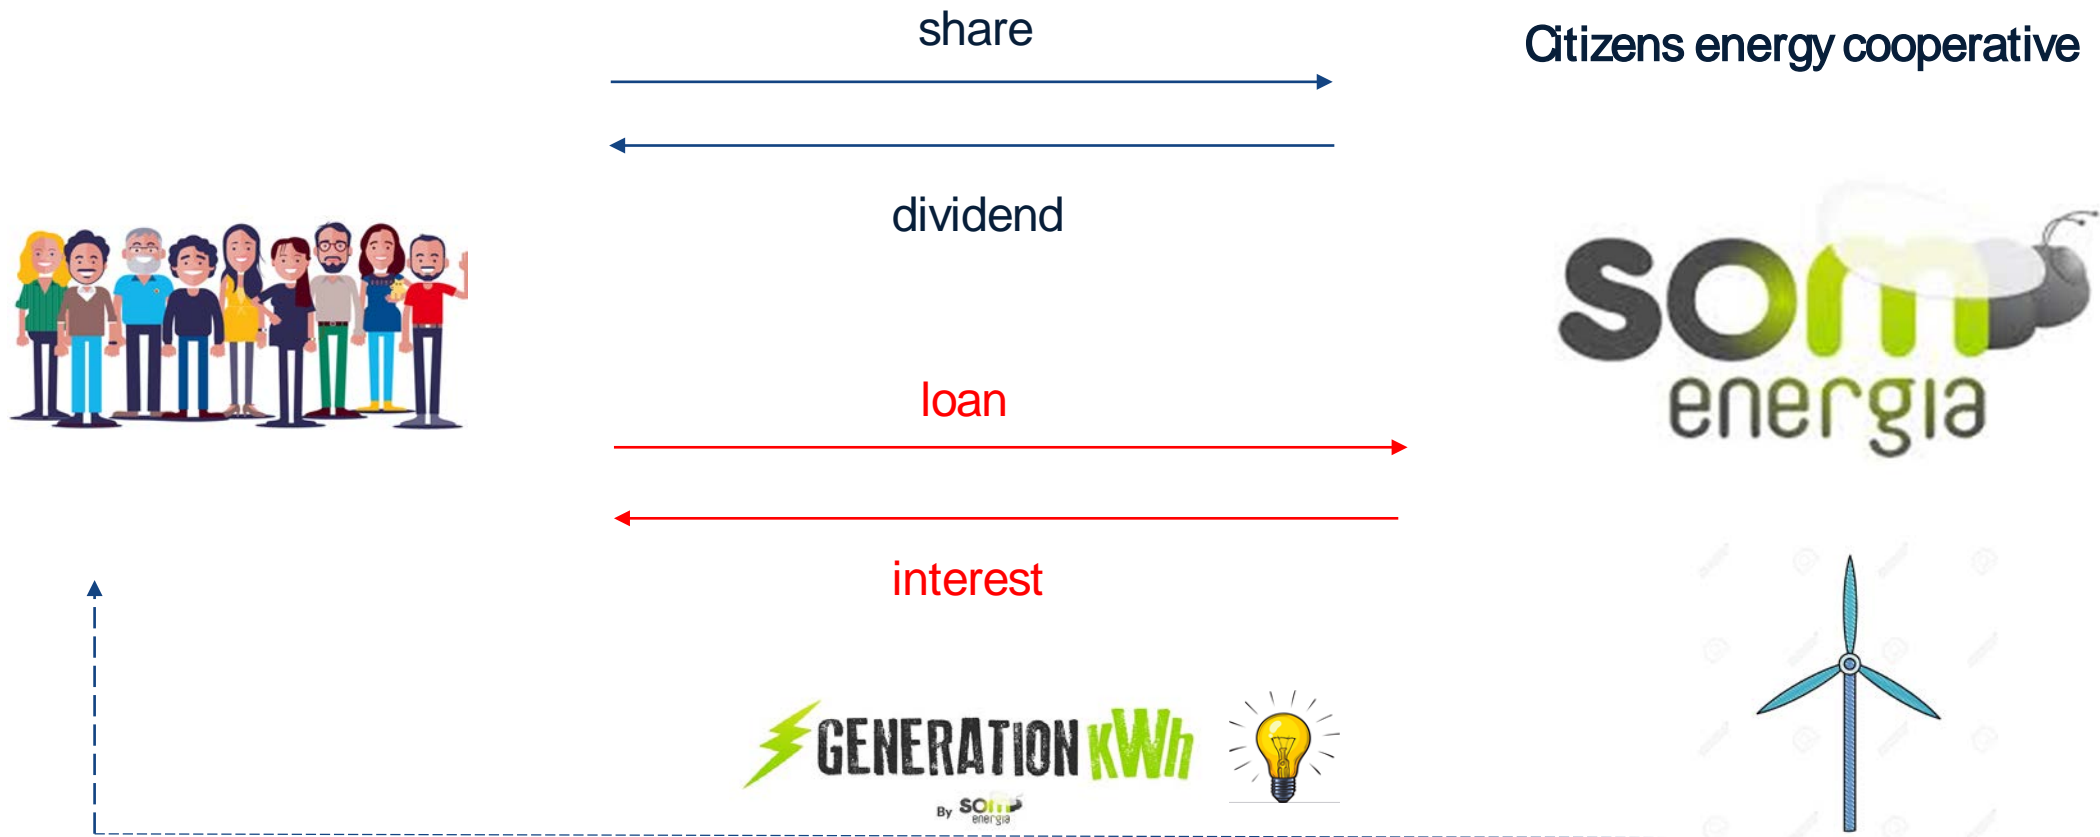 share
Citizens energy cooperative
dividend
som
energia
loan
interest
GENERATION kWh
By som
energia